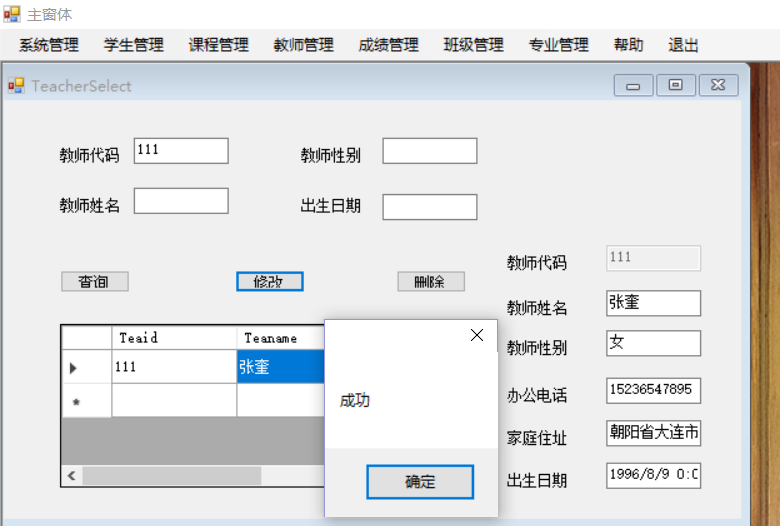 主窗体
系统管理 学生管理 课程管理 教师管理 成绩管理 班级管理 专业管理 帮助 退出
TeacherSelect
教师代码 111 教师性别
教师姓名 出生日期
查询 修改 删除
教师代码 111
教师姓名 张奎
教师性别 女
办公电话 15236547895
家庭住址 朝阳省大连市
出生日期 1996/8/9 0:0
Teaid Teaname
111 张奎
成功
确定